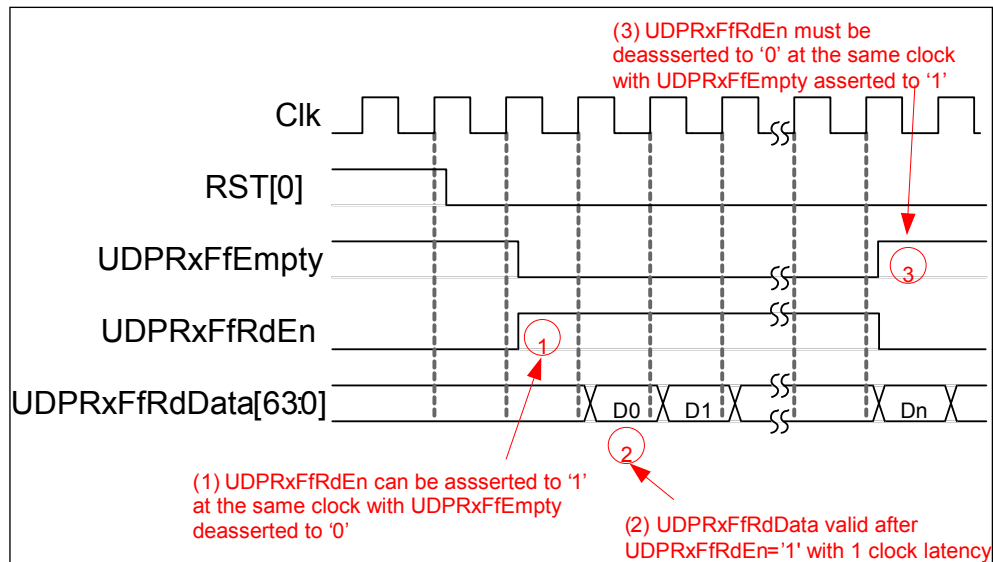 (3) UDPRxFfRdEn must be
deassserted to ‘0’ at the same clock
with UDPRxFfEmpty asserted to ‘1’
Clk
RST[0]
UDPRxFfEmpty
3
UDPRxFfRdEn
1
UDPRxFfRdData[63:0]
D0
D1
Dn
2
(1) UDPRxFfRdEn can be assserted to ‘1’
at the same clock with UDPRxFfEmpty
deasserted to ‘0’
(2) UDPRxFfRdData valid after
UDPRxFfRdEn=’1' with 1 clock latency